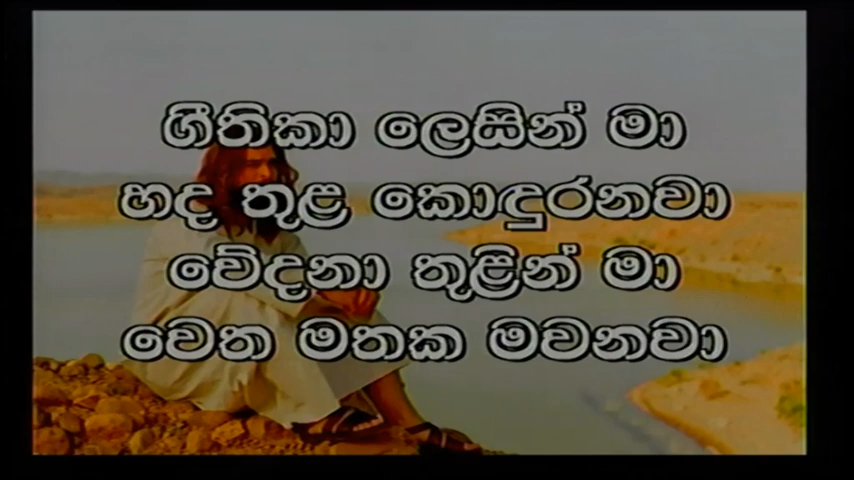 ගීතිකා ලෙසින් මා
හද තුළ කොඳුරනවා
වේදනා තුළින් මා
වෙත මතක මවනවා